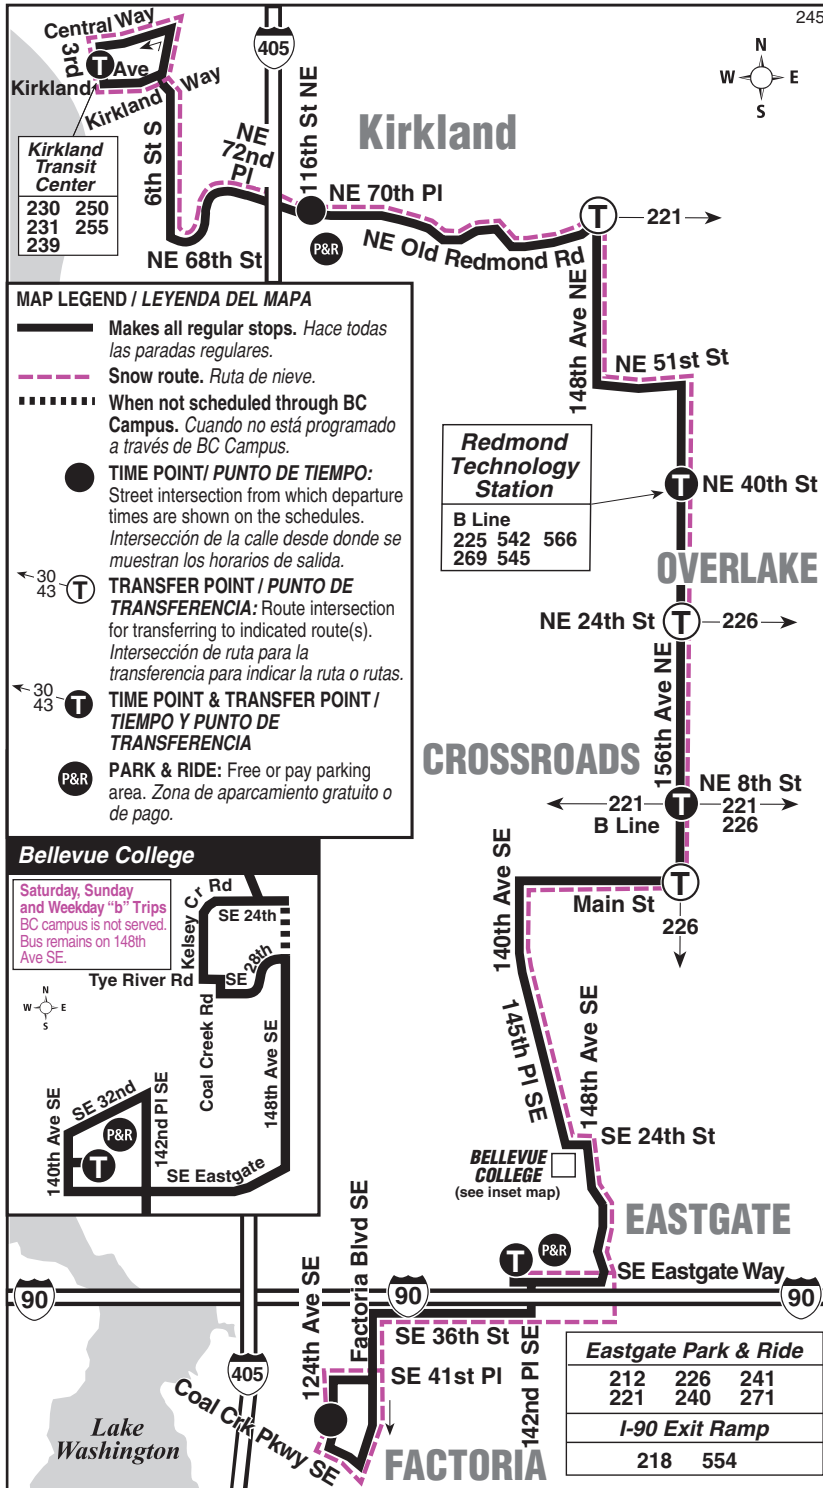 245
Central Way
3rd
Ave
T
Kirkland
Kirkland Way
405
N
W E
S
Kirkland
Kirkland
Transit
Center
230 250
231 255
239
6th St S
NE
72nd
Pl
116th St NE
NE 70th Pl
NE 68th St
P&R
NE Old Redmond Rd
T
221
148th Ave NE
NE 51st St
MAP LEGEND / LEYENDA DEL MAPA
Makes all regular stops. Hace todas
las paradas regulares.
Snow route. Ruta de nieve.
When not scheduled through BC
Campus. Cuando no está programado
a través de BC Campus.
TIME POINT/ PUNTO DE TIEMPO:
Street intersection from which departure
times are shown on the schedules.
Intersección de la calle desde donde se
muestran los horarios de salida.
30
43
T
TRANSFER POINT / PUNTO DE
TRANSFERENCIA: Route intersection
for transferring to indicated route(s).
Intersección de ruta para la
transferencia para indicar la ruta o rutas.
30
43
T
TIME POINT & TRANSFER POINT /
TIEMPO Y PUNTO DE
TRANSFERENCIA
P&R
PARK & RIDE: Free or pay parking
area. Zona de aparcamiento gratuito o
de pago.
Redmond
Technology
Station
B Line
225 542 566
269 545
T
NE 40th St
OVERLAKE
NE 24th St
T
226
156th Ave NE
CROSSROADS
NE 8th St
221
B Line
T
221
226
Main St
T
226
140th Ave SE
145th Pl SE
148th Ave SE
SE 24th St
BELLEVUE
COLLEGE
(see inset map)
EASTGATE
T
P&R
SE Eastgate Way
Bellevue College
Saturday, Sunday
and Weekday “b” Trips
BC campus is not served.
Bus remains on 148th
Ave SE.
Kelsey Cr Rd
SE 24th
SE 28th
Tye River Rd
Coal Creek Rd
148th Ave SE
N
W E
S
140th Ave SE
SE 32nd
142nd Pl SE
P&R
T
SE Eastgate
90
90
90
405
124th Ave SE
Factoria Blvd SE
SE 36th St
142nd Pl SE
SE 41st Pl
Coal Crk Pkwy SE
FACTORIA
Lake
Washington
Eastgate Park & Ride
212 226 241
221 240 271
I-90 Exit Ramp
218 554